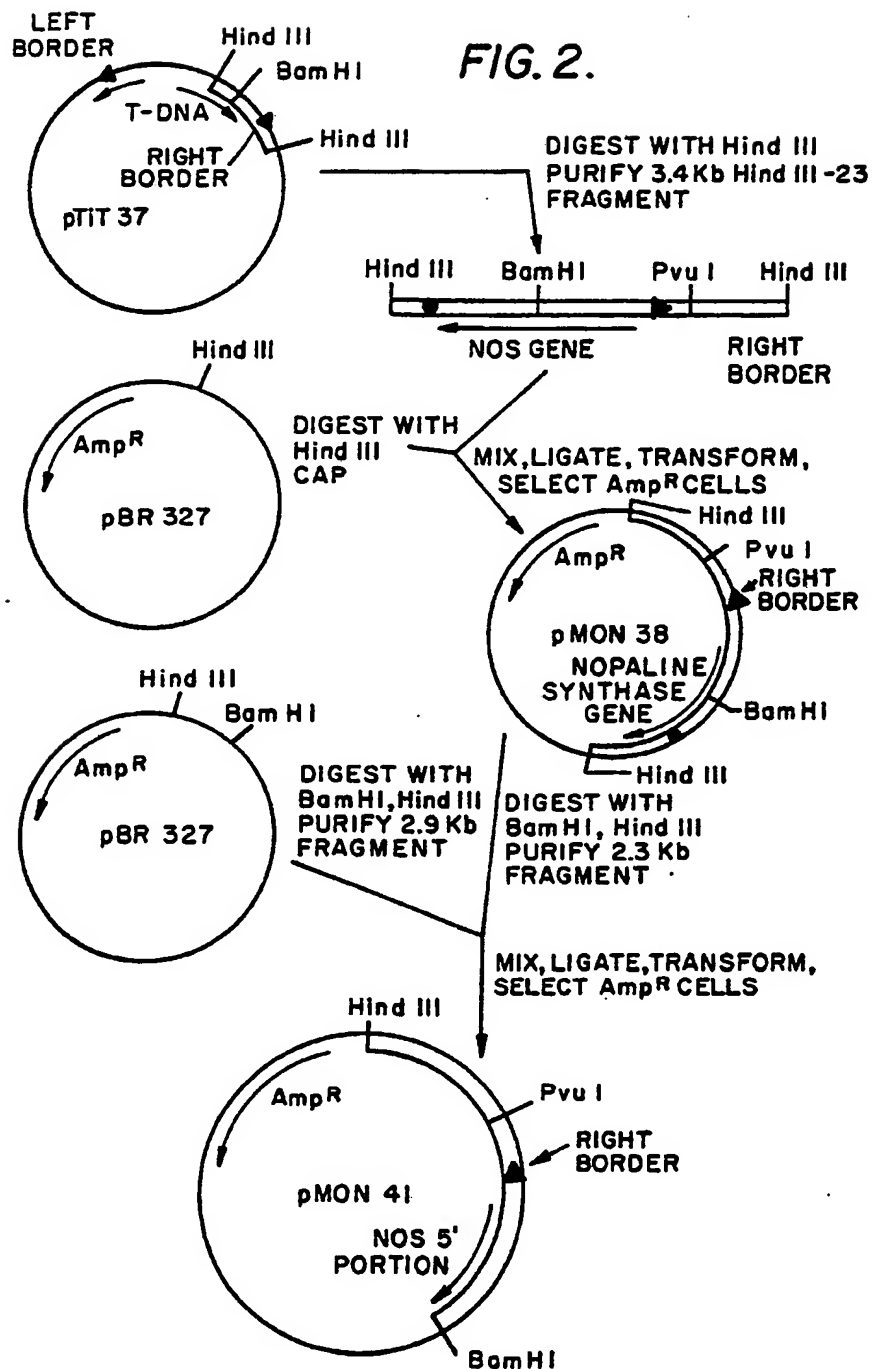 FIG. 2.
LEFT
BORDER
Hind III
BamHI
T-DNA
Hind III
RIGHT
BORDER
pTiT 37
DIGEST WITH Hind III
PURIFY 3.4Kb Hind III-23
FRAGMENT
Hind III
BamHI
Pvu I
Hind III
NOS GENE
RIGHT
BORDER
Hind III
AmpR
pBR 327
DIGEST WITH
Hind III
CAP
MIX, LIGATE, TRANSFORM,
SELECT AmpR CELLS
Hind III
Pvu I
RIGHT
BORDER
AmpR
pMON 38
NOPALINE
SYNTHASE
GENE
BamHI
Hind III
Hind III
Bam HI
AmpR
pBR 327
DIGEST WITH
BamHI, Hind III
PURIFY 2.9 Kb
FRAGMENT
DIGEST WITH
BamHI, Hind III
PURIFY 2.3 Kb
FRAGMENT
MIX, LIGATE, TRANSFORM,
SELECT AmpR CELLS
Hind III
Pvu I
AmpR
RIGHT
BORDER
pMON 41
NOS 5'
PORTION
BamHI